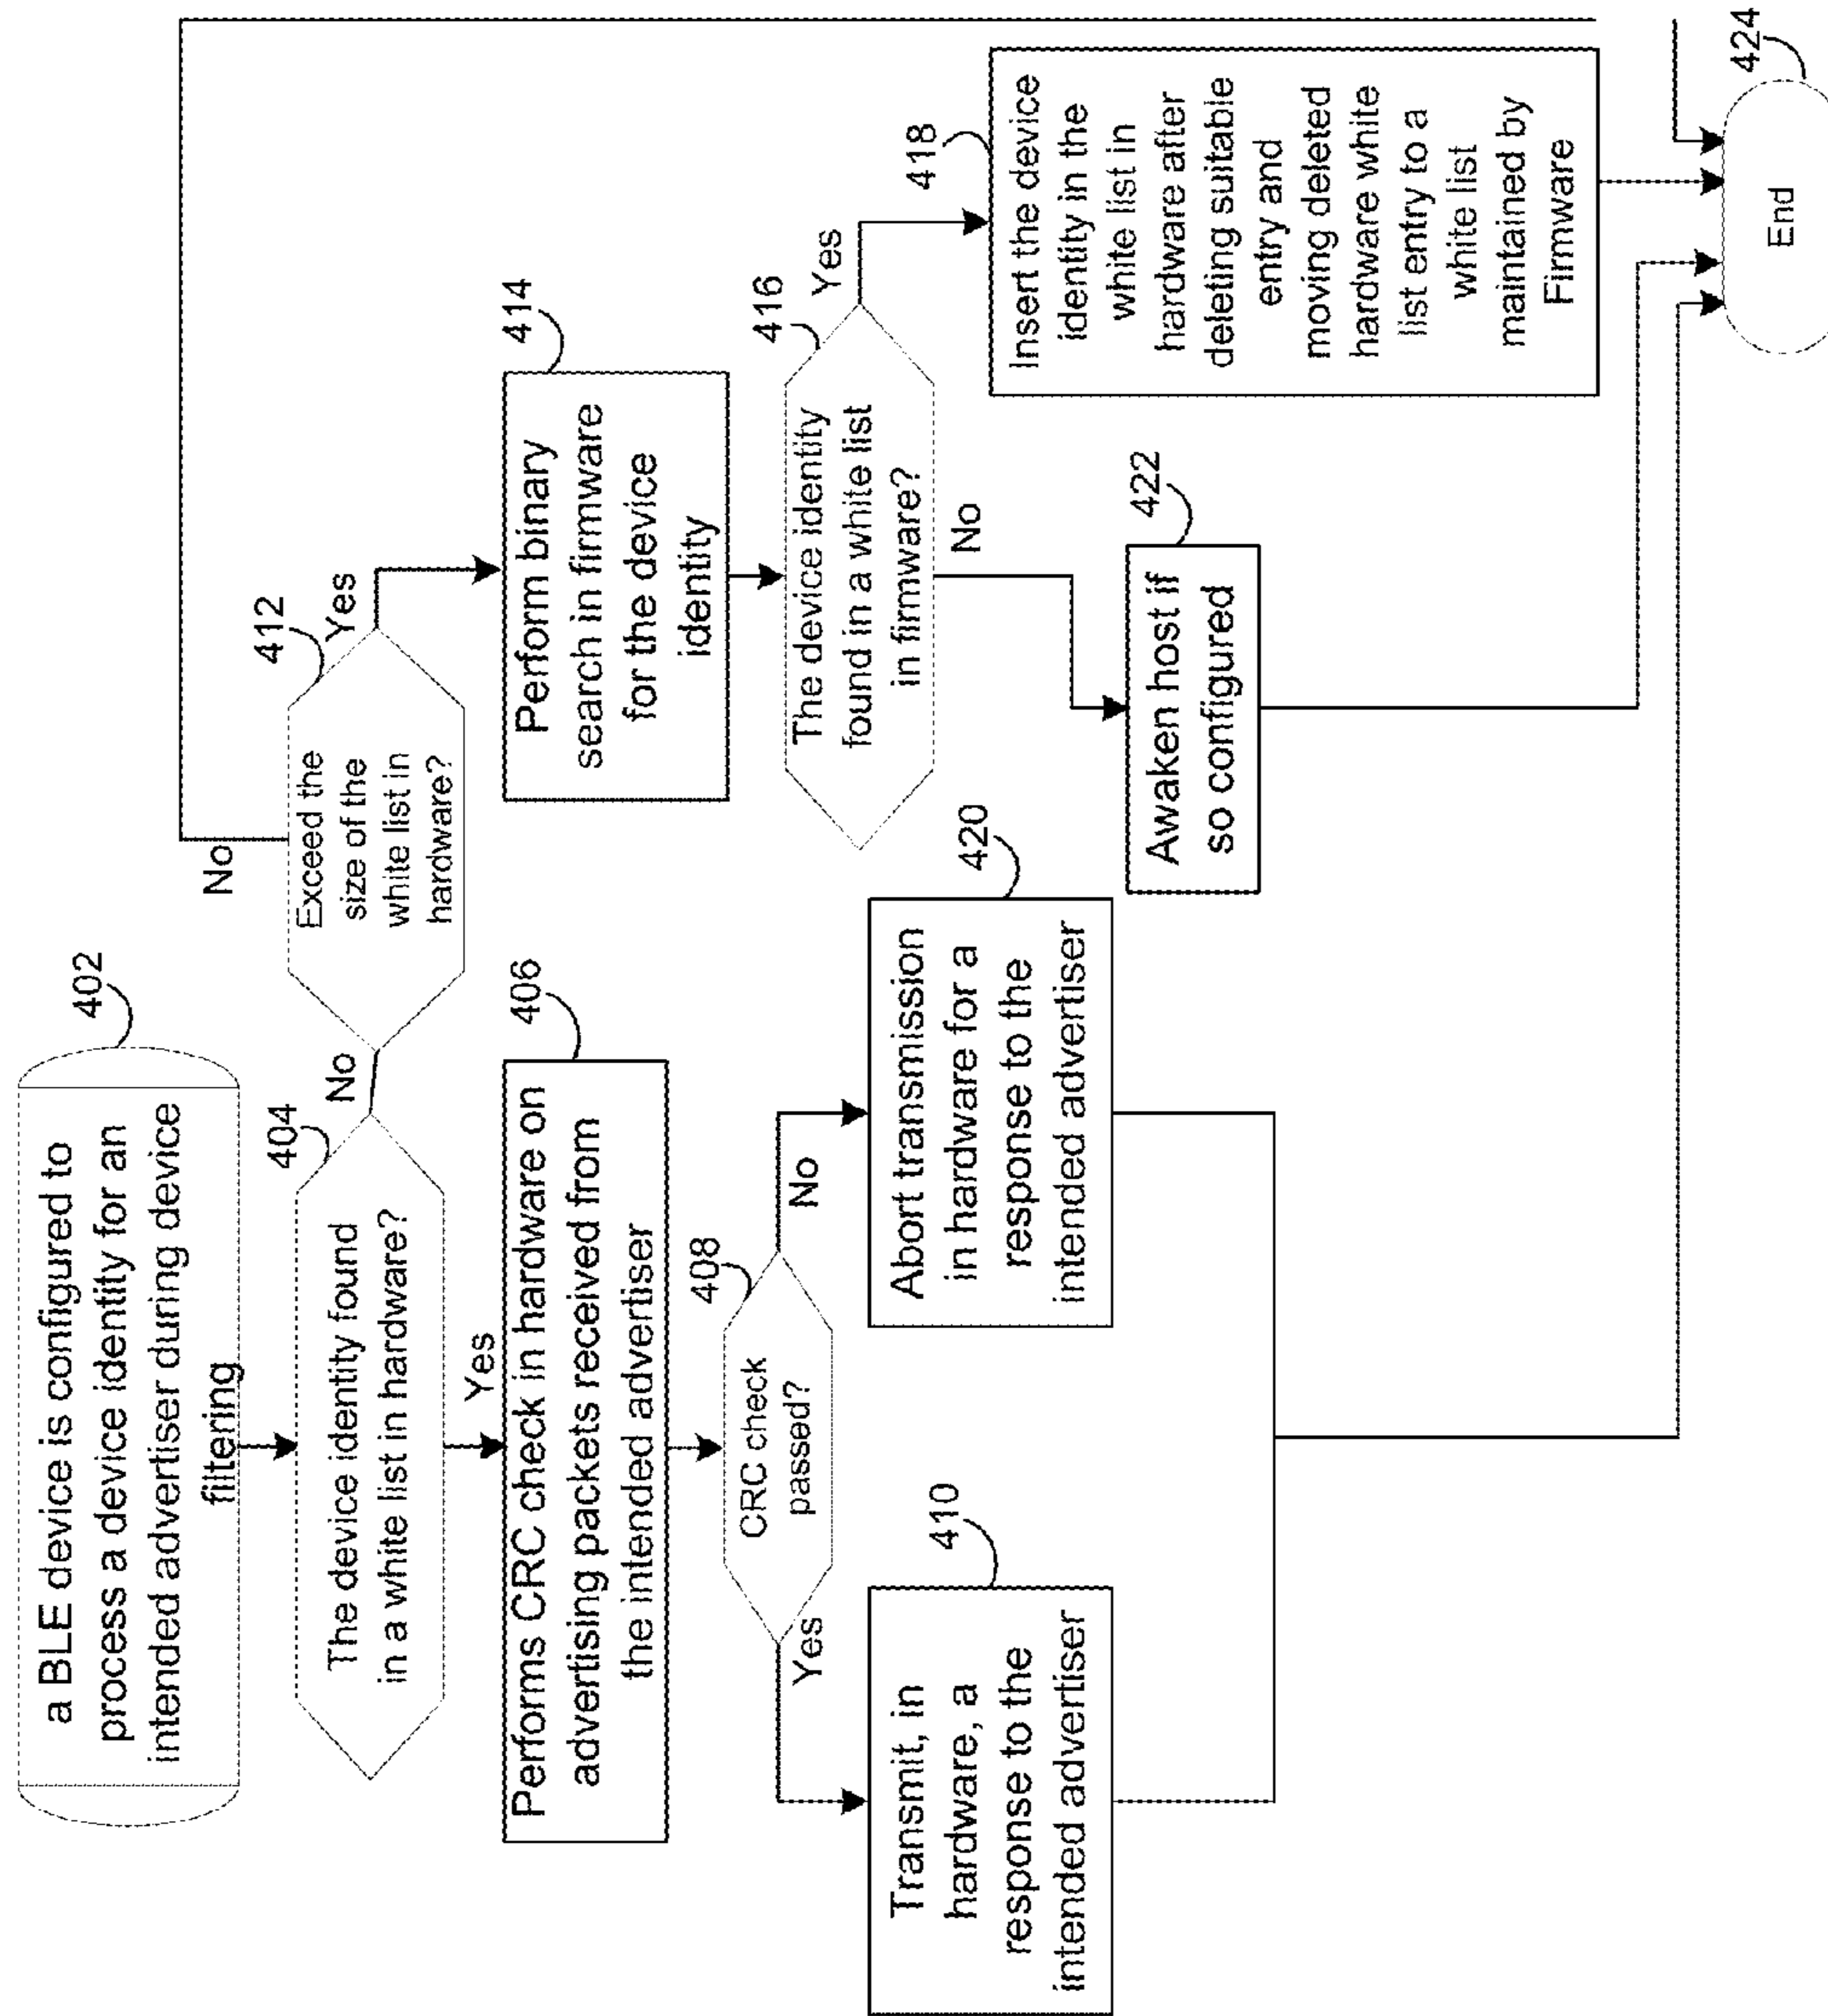 a BLE device is configured to
process a device identity for an
intended advertiser during device
filtering
402
The device identity found
in a white list in hardware?
404
No
Yes
Exceed the
size of the
white list in
hardware?
412
No
Yes
Performs CRC check in hardware on
advertising packets received from
the intended advertiser
406
CRC check
passed?
408
Yes
No
Transmit, in
hardware, a
response to the
intended advertiser
410
Abort transmission
in hardware for a
response to the
intended advertiser
420
Perform binary
search in firmware
for the device
identity
414
The device identity
found in a white list
in firmware?
416
Yes
No
Awaken host if
so configured
422
Insert the device
identity in the
white list in
hardware after
deleting suitable
entry and
moving deleted
hardware white
list entry to a
white list
maintained by
Firmware
418
End
424